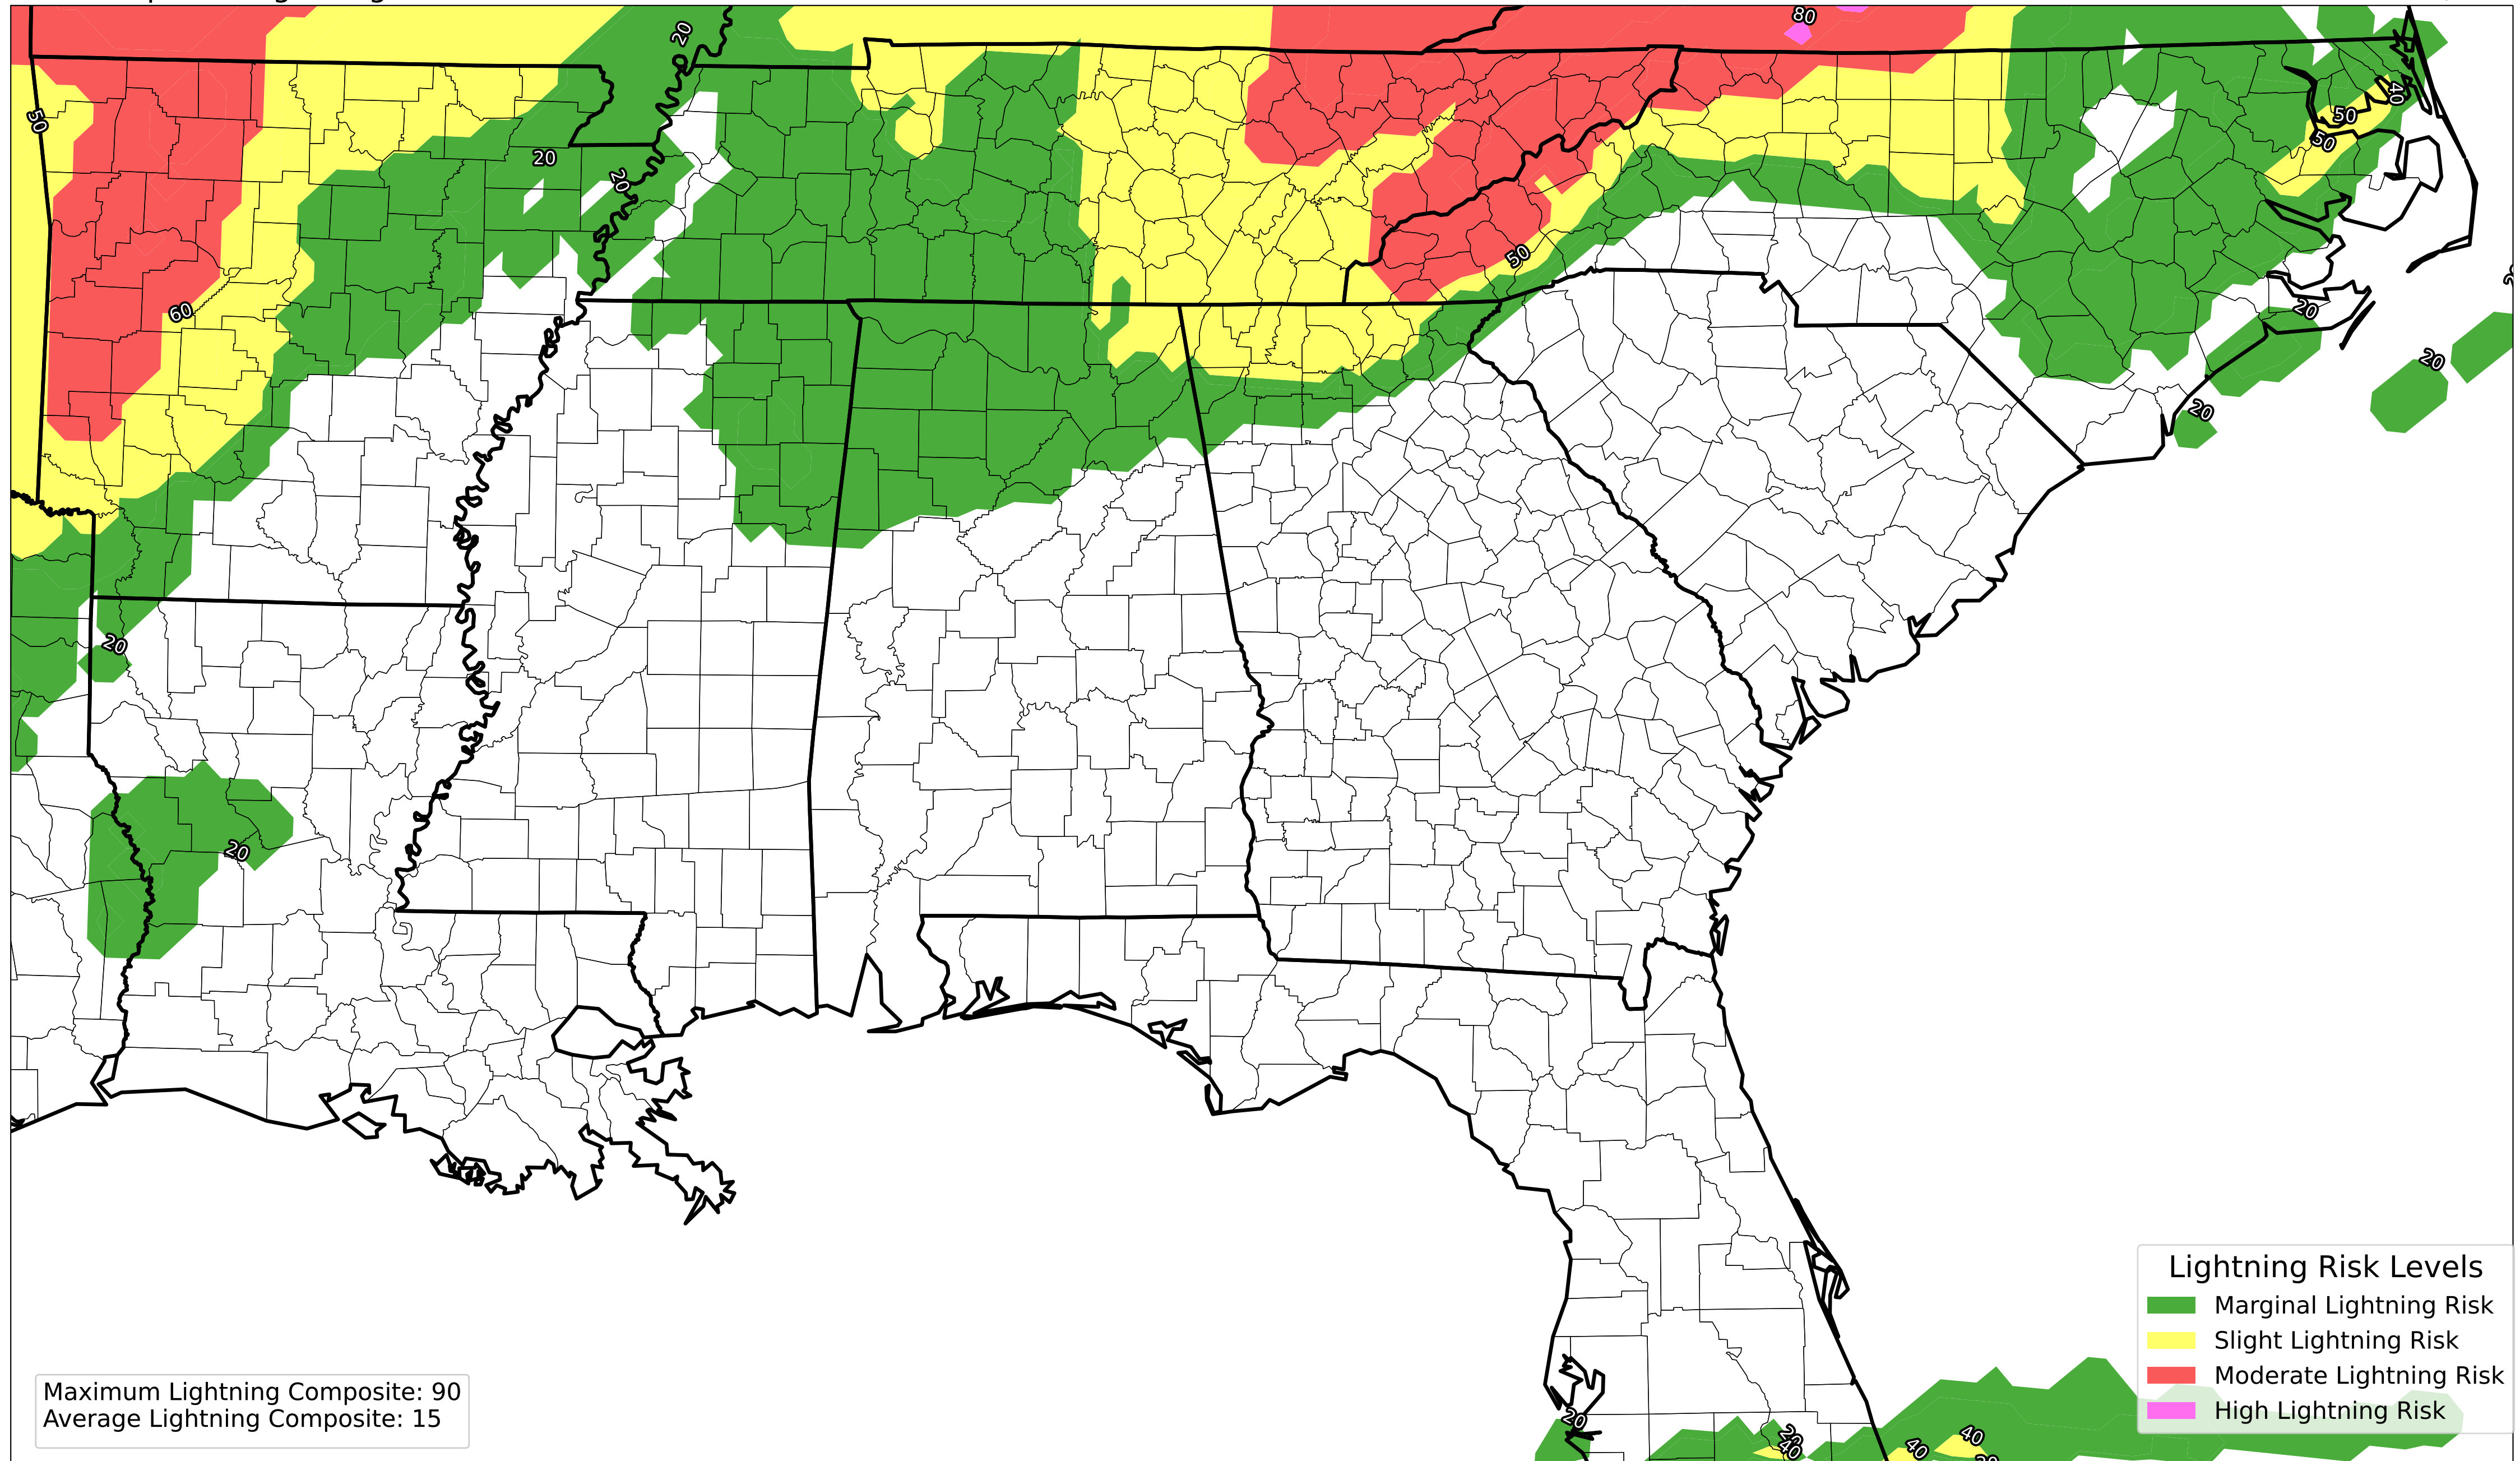 20
80
50
40
50
50
20
20
50
60
20
20
20
20
20
Lightning Risk Levels
Marginal Lightning Risk
Slight Lightning Risk
Moderate Lightning Risk
High Lightning Risk
Maximum Lightning Composite: 90
Average Lightning Composite: 15
20
20
40
40
40